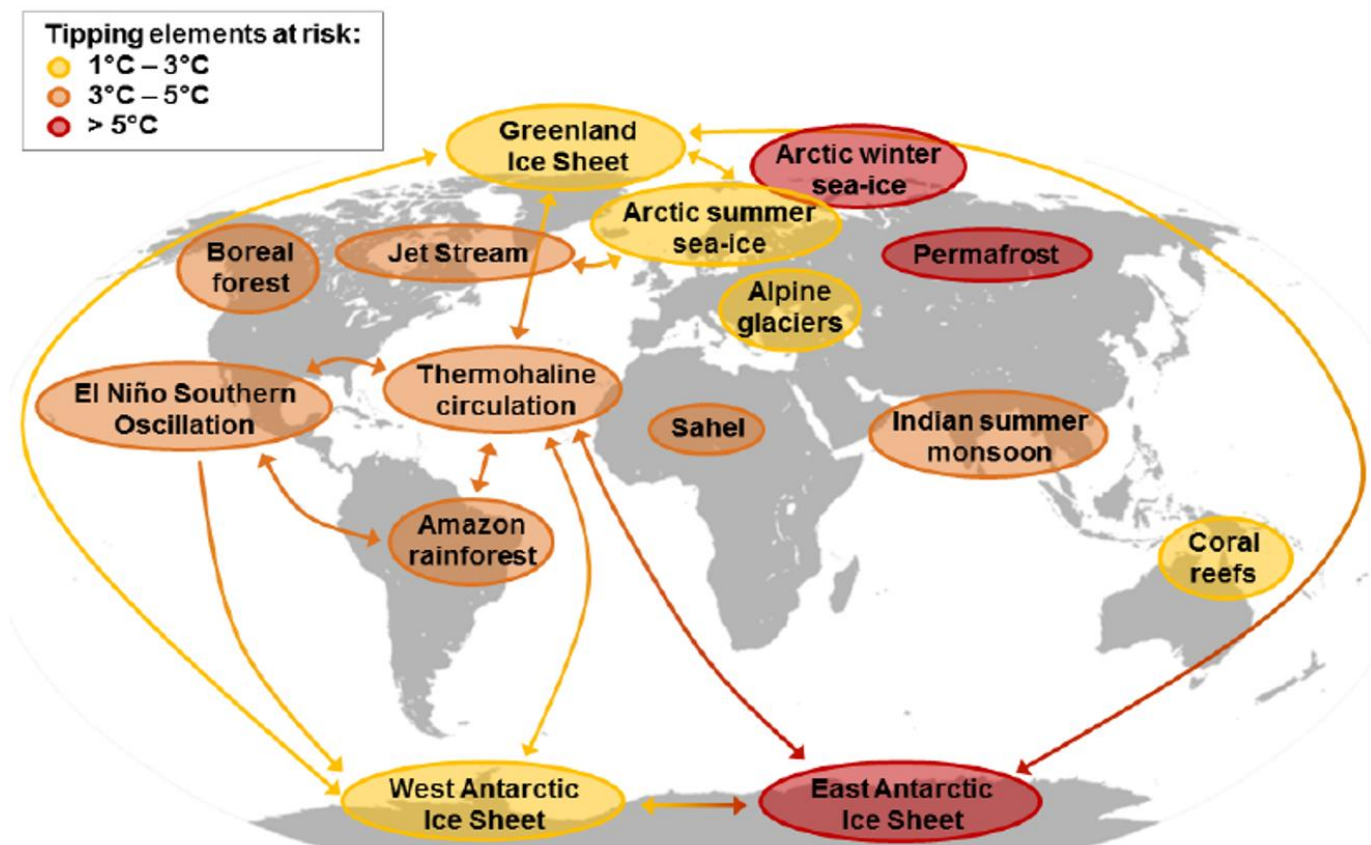 Tipping elements at risk:
1°C – 3°C
3°C – 5°C
> 5°C
Greenland
Ice Sheet
Arctic winter
sea-ice
Arctic summer
sea-ice
Boreal
forest
Jet Stream
Permafrost
Alpine
glaciers
El Niño Southern
Oscillation
Thermohaline
circulation
Sahel
Indian summer
monsoon
Amazon
rainforest
Coral
reefs
West Antarctic
Ice Sheet
East Antarctic
Ice Sheet